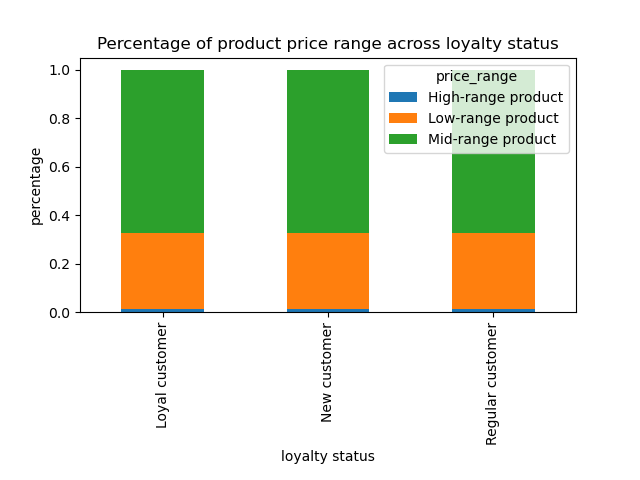 Percentage of product price range across loyalty status
percentage
1.0
0.8
0.6
0.4
0.2
0.0
price_range
High-range product
Low-range product
Mid-range product
Loyal customer
New customer
Regular customer
loyalty status